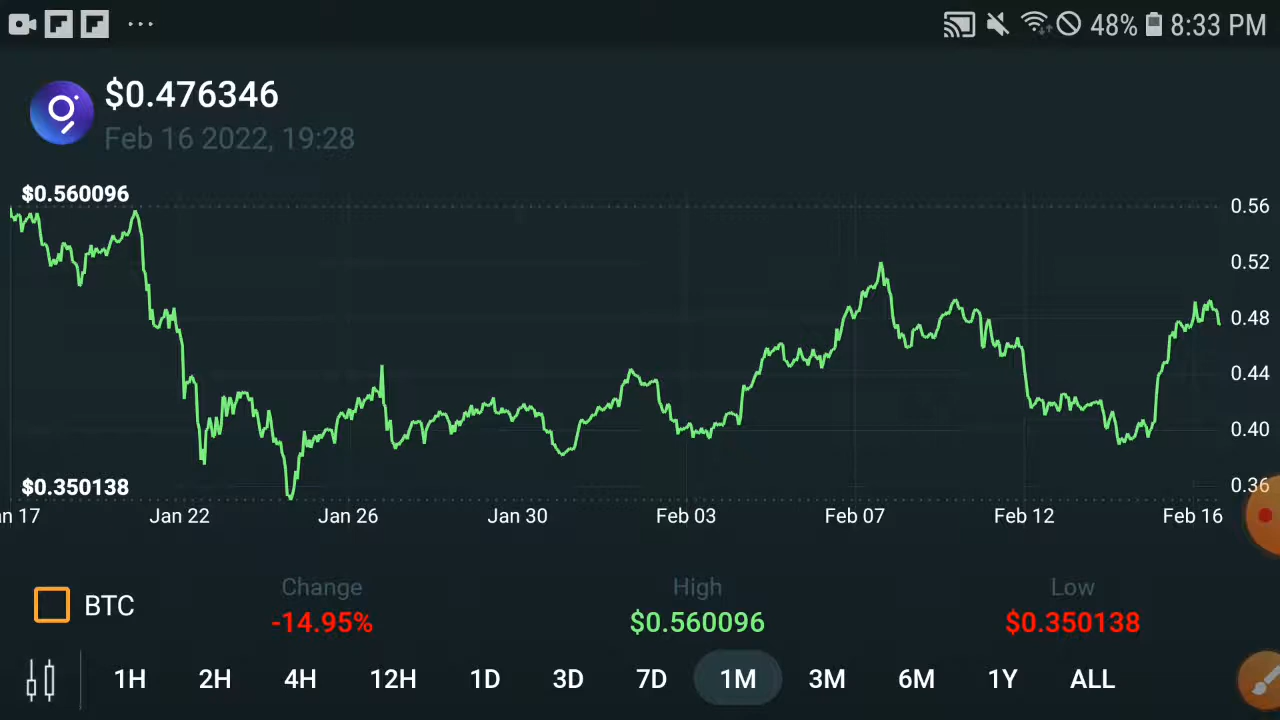 48% 8:33 PM
$0.476346
Feb 16 2022, 19:28
$0.560096
0.56
0.52
0.48
0.44
0.40
0.36
$0.350138
n 17 Jan 22 Jan 26 Jan 30 Feb 03 Feb 07 Feb 12 Feb 16
BTC
Change High Low
-14.95% $0.560096 $0.350138
1H 2H 4H 12H 1D 3D 7D 1M 3M 6M 1Y ALL